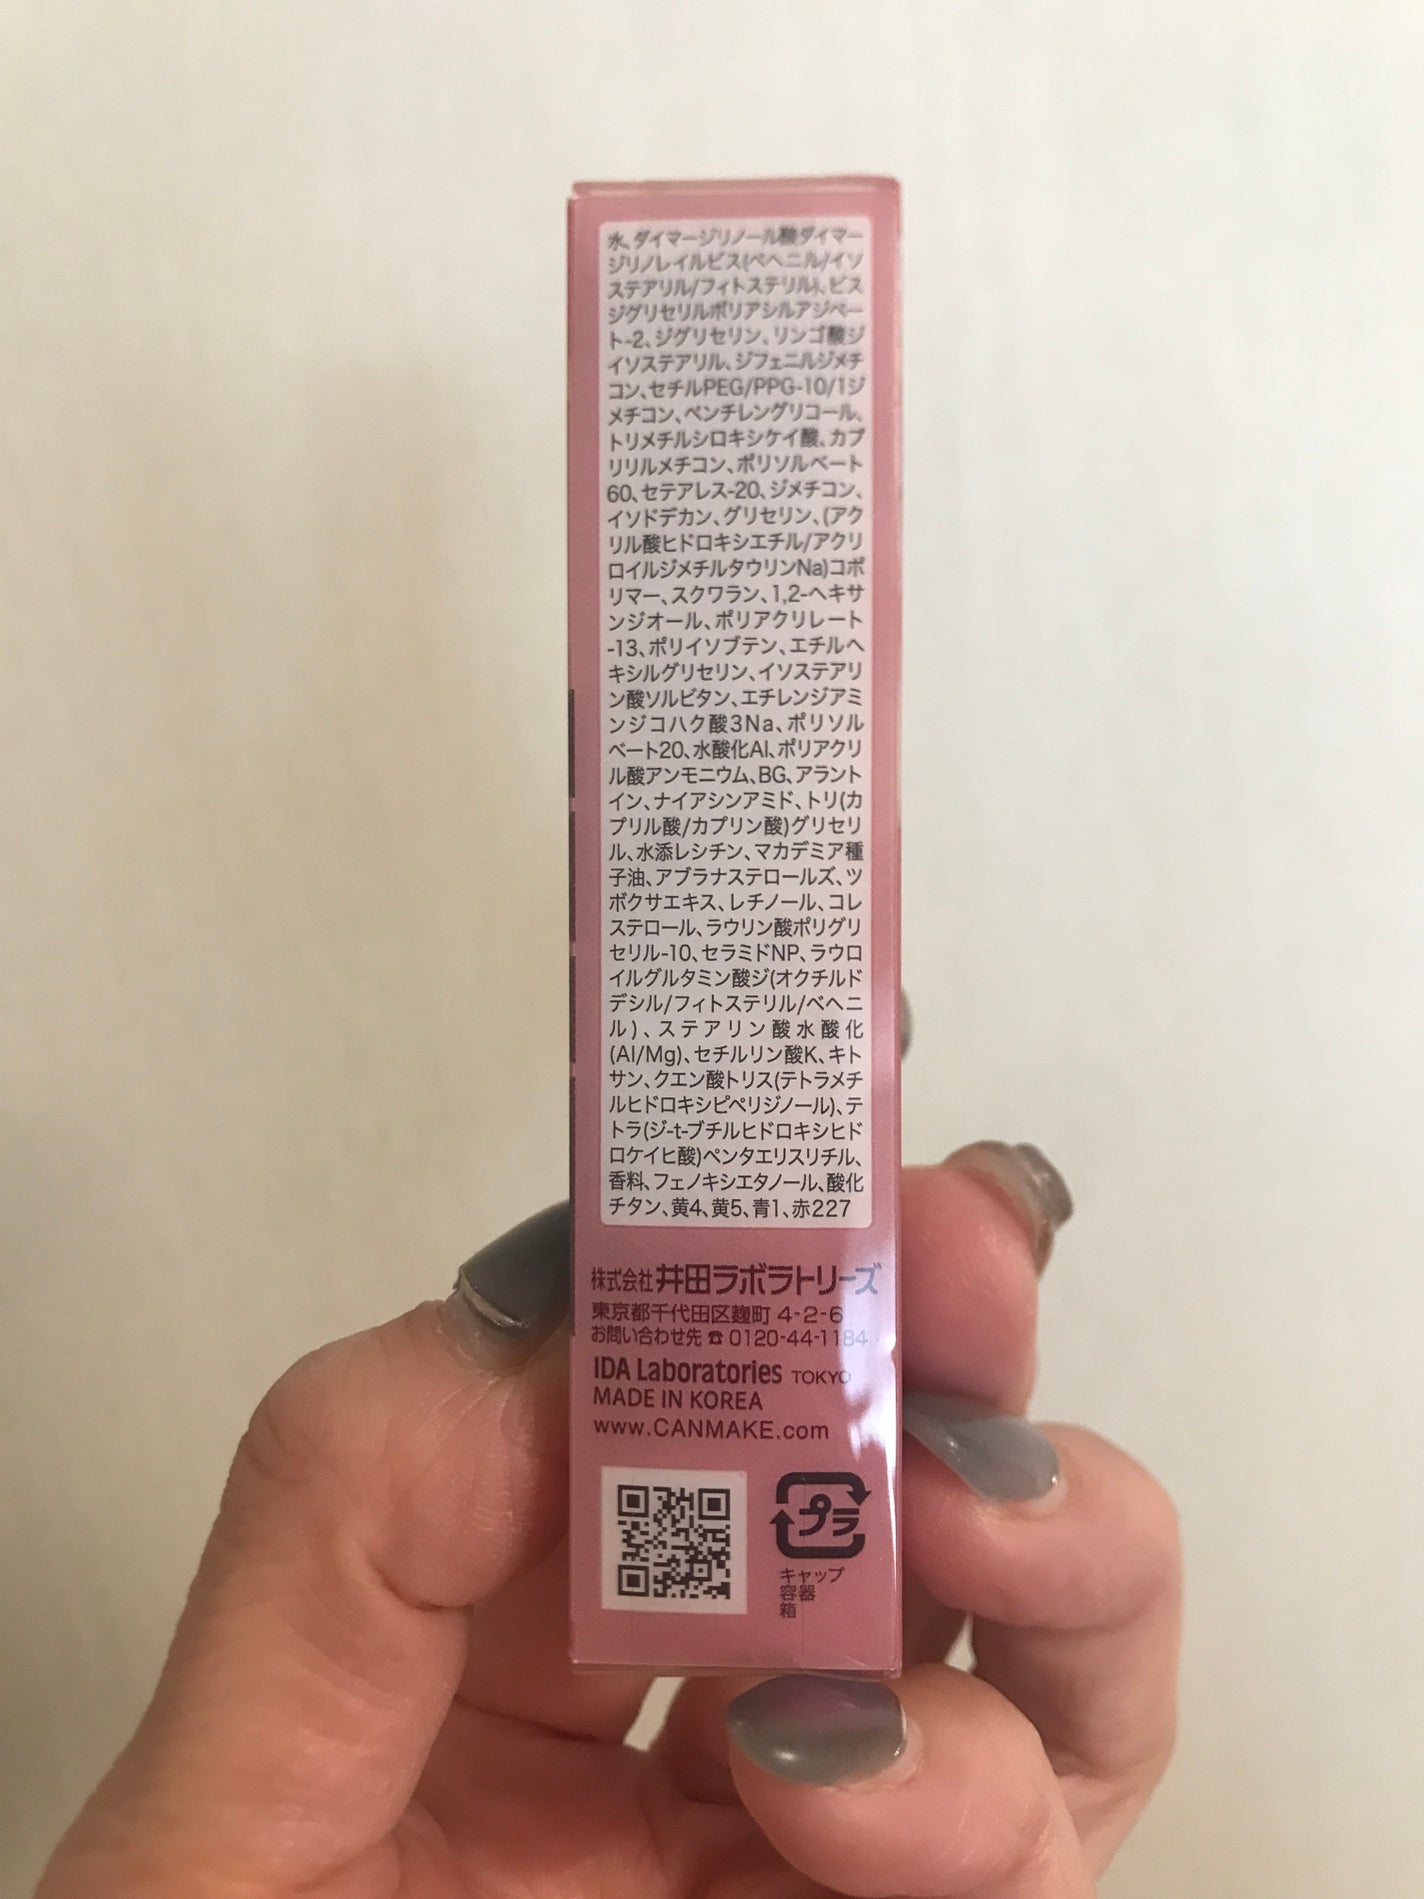 水、ダイマージリノール酸ダイマー
ジリノレイルビス(ベヘニル/イソ
ステアリル/フィトステリル)、ビス
ジグリセリルポリアシルアジペー
ト-2、ジグリセリン、リンゴ酸ジ
イソステアリル、ジフェニルジメチ
コン、セチルPEG/PPG-10/1ジ
メチコン、ペンチレングリコール、
トリメチルシロキシケイ酸、カプ
リリルメチコン、ポリソルベート
60、セテアレス-20、ジメチコン、
イソドデカン、グリセリン、(アク
リル酸ヒドロキシエチル/アクリ
ロイルジメチルタウリンNa)コポ
リマー、スクワラン、1,2-ヘキサ
ンジオール、ポリアクリレート
-13、ポリイソブテン、エチルヘ
キシルグリセリン、イソステアリ
ン酸ソルビタン、エチレンジアミ
ンジコハク酸3Na、ポリソル
ベート20、水酸化Al、ポリアクリ
ル酸アンモニウム、BG、アラント
イン、ナイアシンアミド、トリ(カ
プリル酸/カプリン酸)グリセリ
ル、水添レシチン、マカデミア種
子油、アブラナステロールズ、ツ
ボクサエキス、レチノール、コレ
ステロール、ラウリン酸ポリグリ
セリル-10、セラミドNP、ラウロ
イルグルタミン酸ジ(オクチルド
デシル/フィトステリル/ベヘニ
ル)、ステアリン酸水酸化
(Al/Mg)、セチルリン酸K、キト
サン、クエン酸トリス(テトラメチ
ルヒドロキシピペリジノール)、テ
トラ(ジ-t-ブチルヒドロキシヒド
ロケイヒ酸)ペンタエリスリチル、
香料、フェノキシエタノール、酸化
チタン、黄4、黄5、青1、赤227
株式会社 井田ラボラトリーズ
東京都千代田区麹町 4-2-6
お問い合わせ先 ☎ 0120-44-1184
IDA Laboratories TOKYO
MADE IN KOREA
www.CANMAKE.com
プラ
キャップ
容器
箱